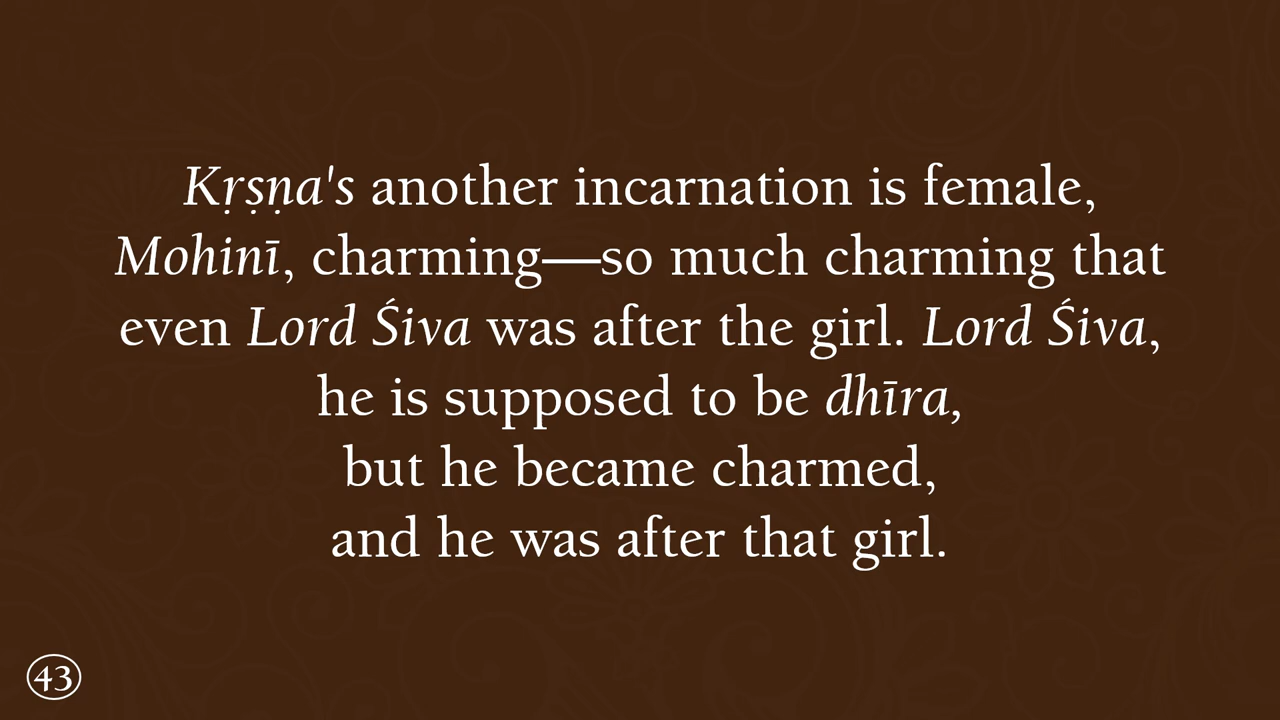 Kṛṣṇa's another incarnation is female,
Mohinī, charming—so much charming that
even Lord Śiva was after the girl. Lord Śiva,
he is supposed to be dhīra,
but he became charmed,
and he was after that girl.
43